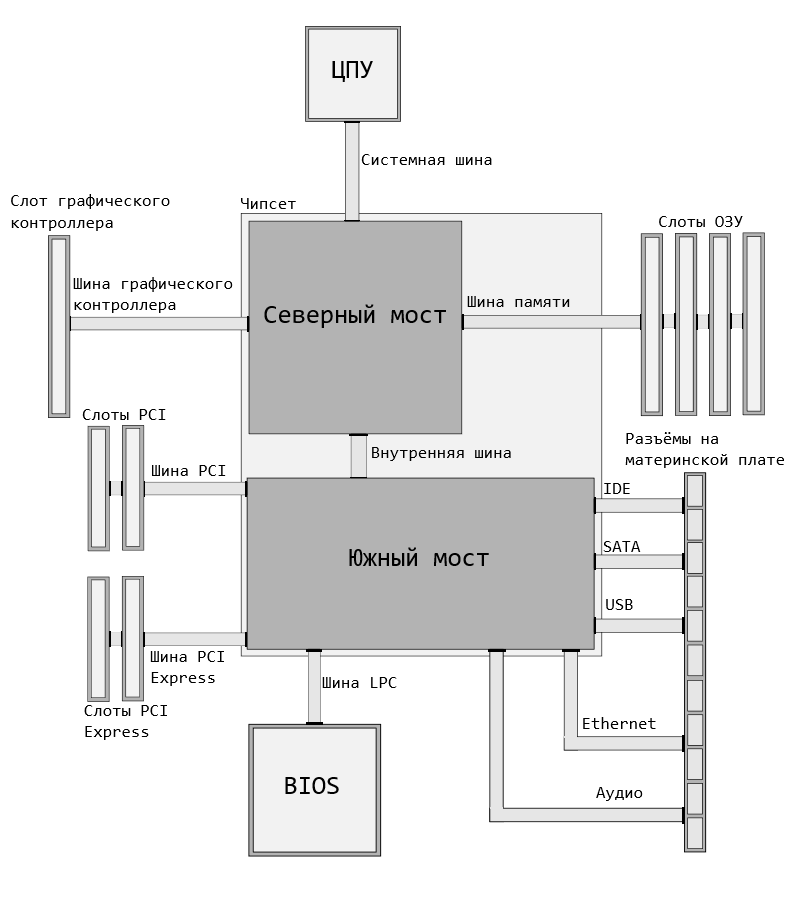 ЦПУ
Системная шина
Чипсет
Слот графического
контроллера
Слоты ОЗУ
Шина графического
контроллера
Северный мост
Шина памяти
Слоты PCI
Разъёмы на
материнской плате
Шина PCI
Внутренняя шина
IDE
SATA
Южный мост
USB
Шина PCI
Express
Слоты PCI
Express
Шина LPC
Ethernet
BIOS
Аудио